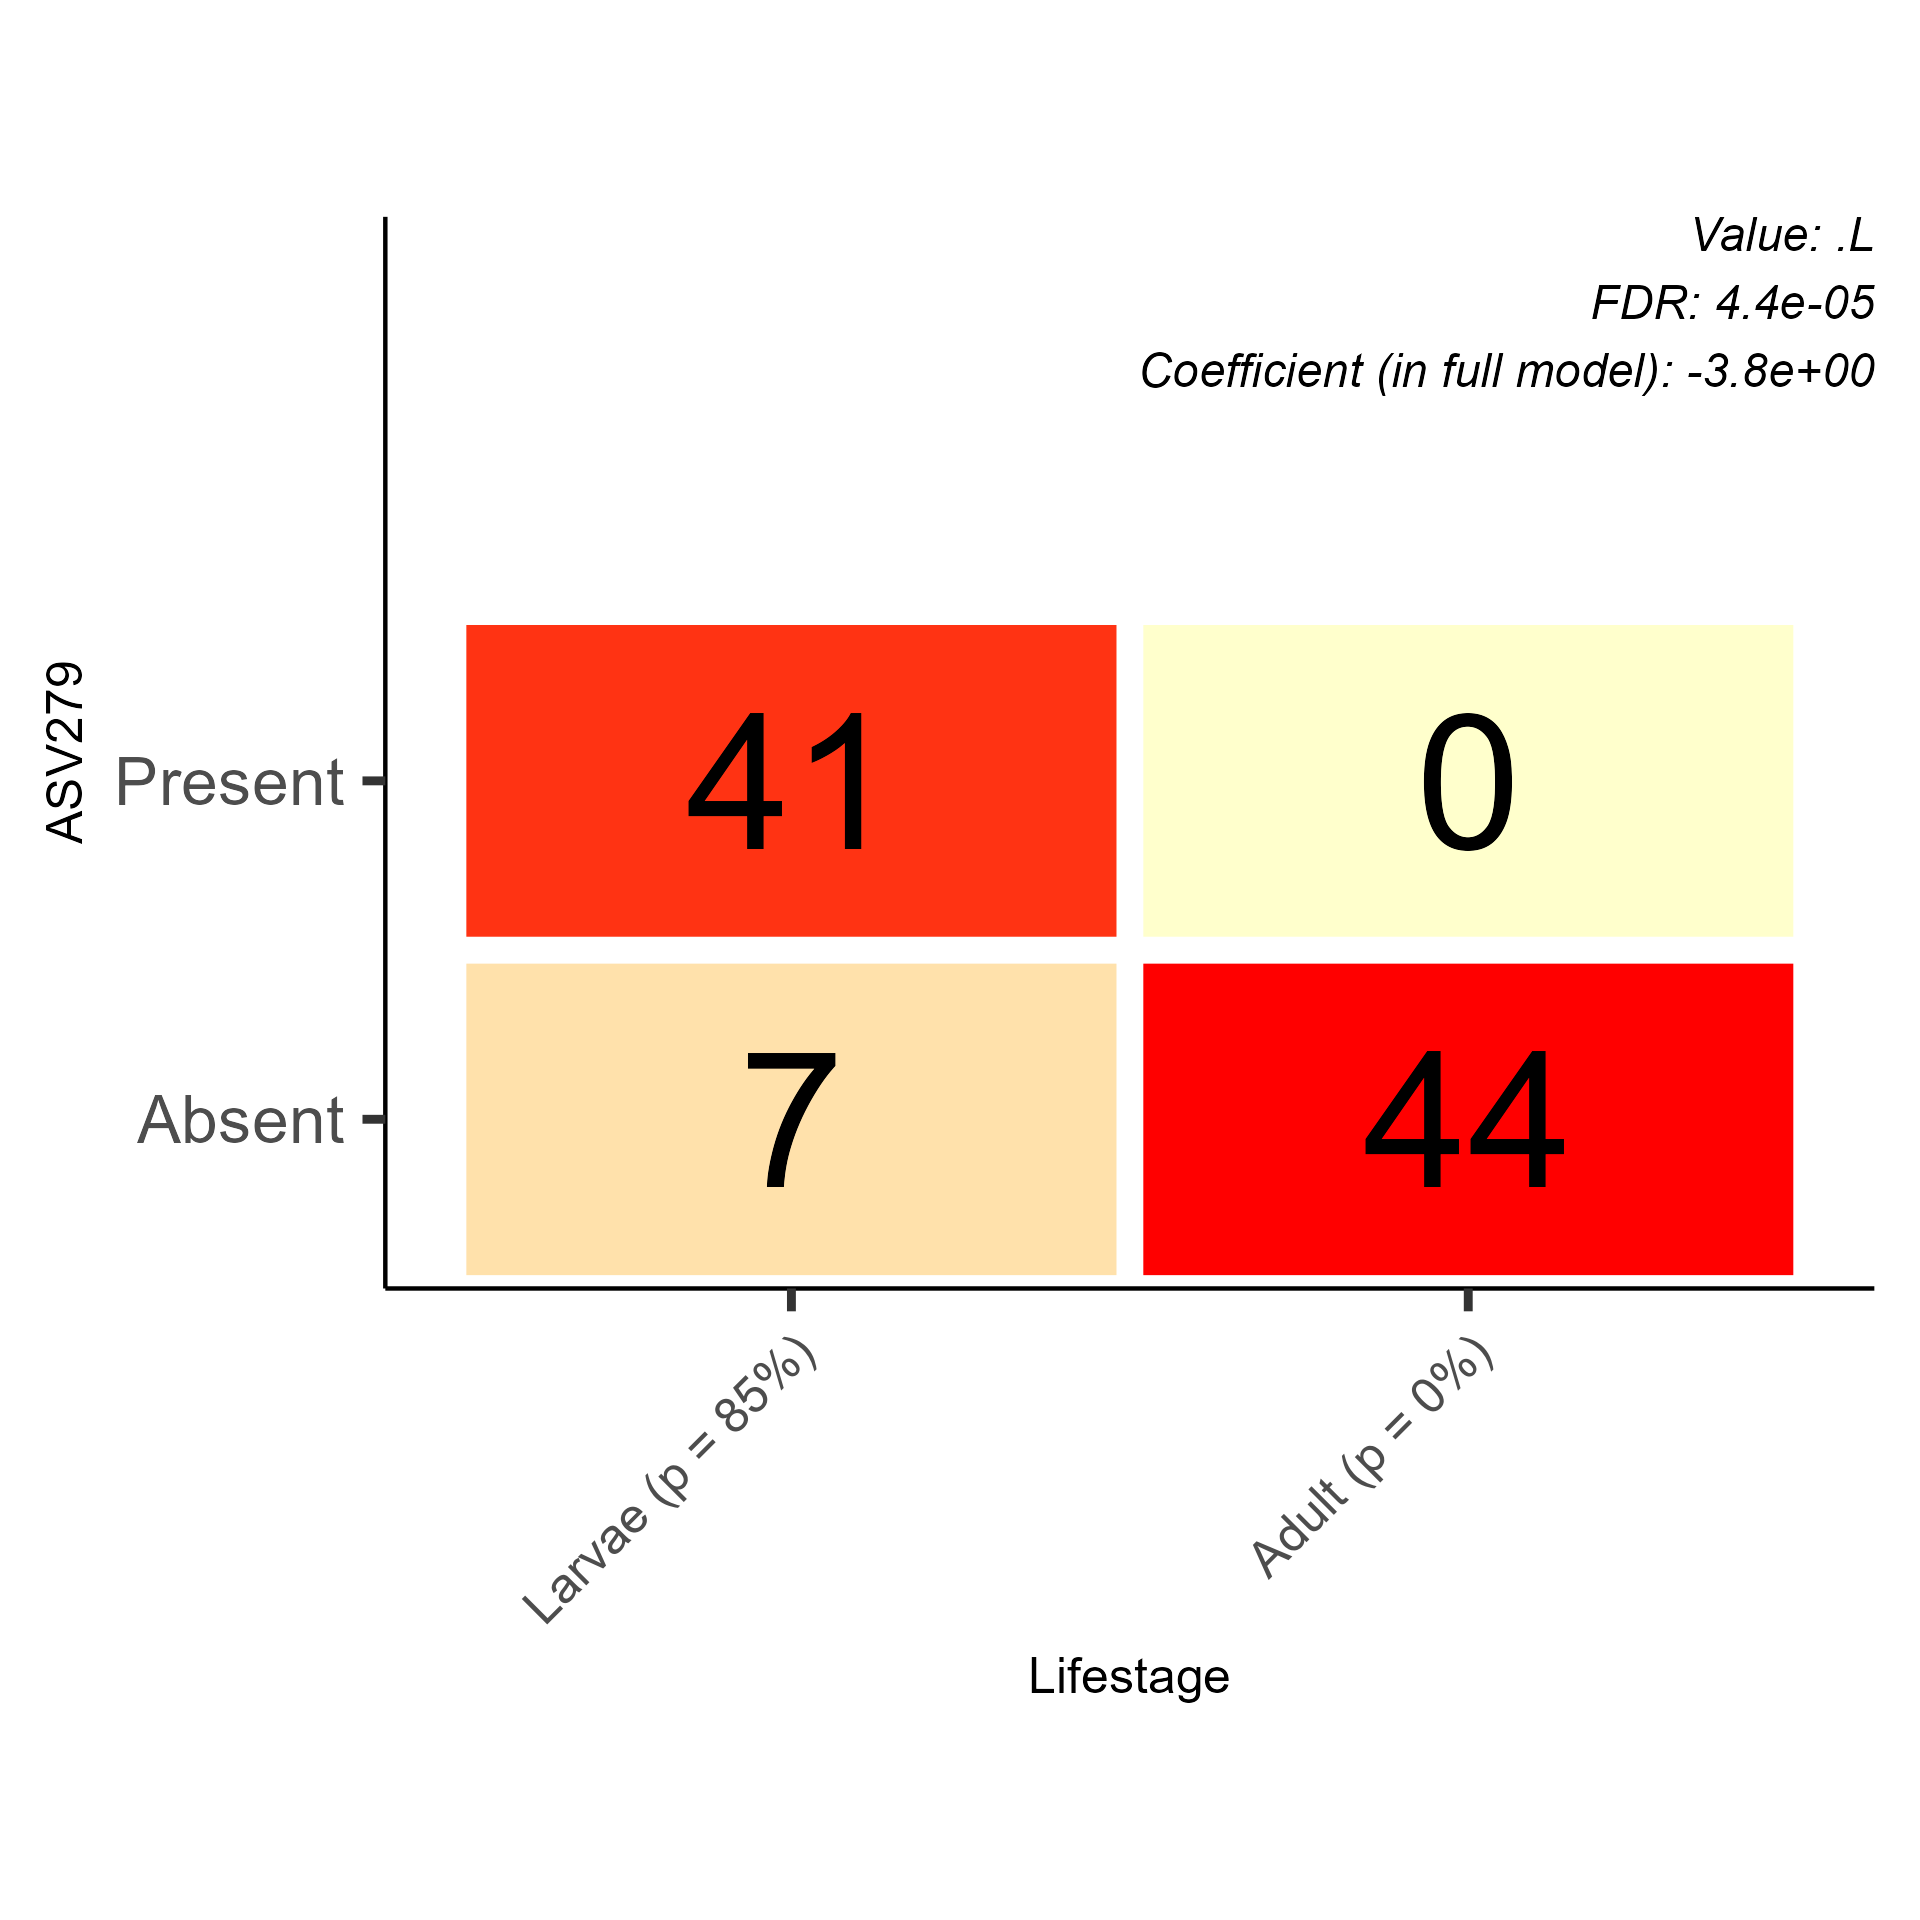 Value: .L
FDR: 4.4e-05
Coefficient (in full model): -3.8e+00
ASV279
Present
41
0
Absent
7
44
Larvae (p = 85%)
Adult (p = 0%)
Lifestage